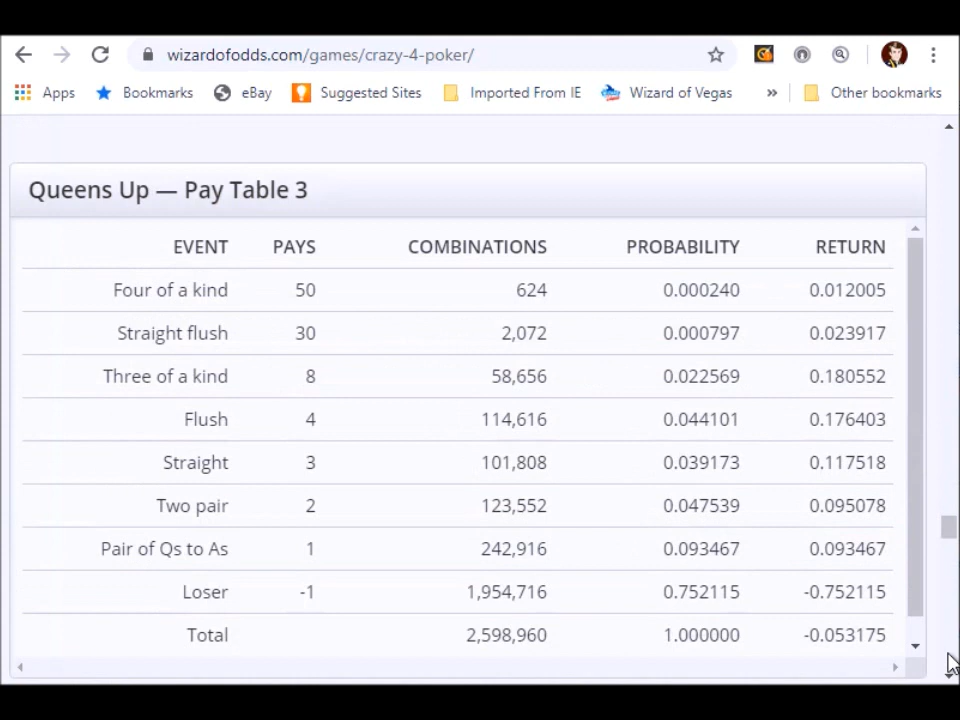 wizardofodds.com/games/crazy-4-poker/
Apps Bookmarks eBay Suggested Sites Imported From IE Wizard of Vegas » Other bookmarks
Queens Up — Pay Table 3
EVENT PAYS COMBINATIONS PROBABILITY RETURN
Four of a kind 50 624 0.000240 0.012005
Straight flush 30 2,072 0.000797 0.023917
Three of a kind 8 58,656 0.022569 0.180552
Flush 4 114,616 0.044101 0.176403
Straight 3 101,808 0.039173 0.117518
Two pair 2 123,552 0.047539 0.095078
Pair of Qs to As 1 242,916 0.093467 0.093467
Loser -1 1,954,716 0.752115 -0.752115
Total 2,598,960 1.000000 -0.053175